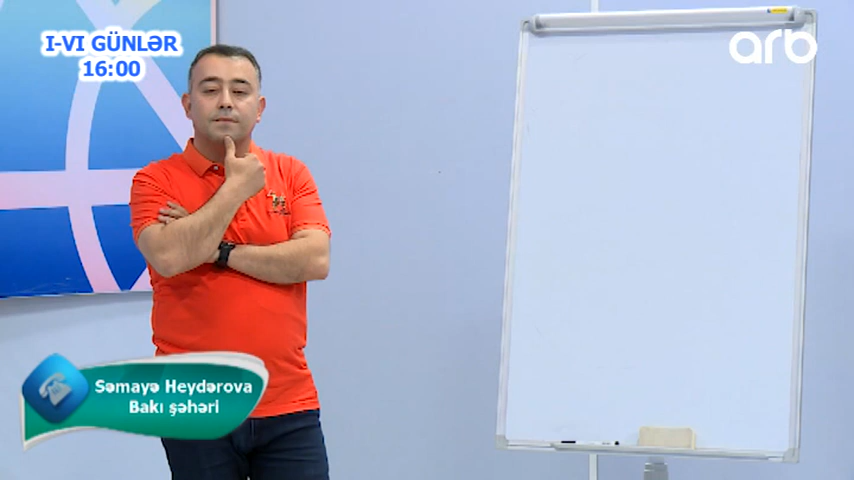 I-VI GÜNLƏR
16:00
arb
Səmayə Heydərova
Bakı şəhəri